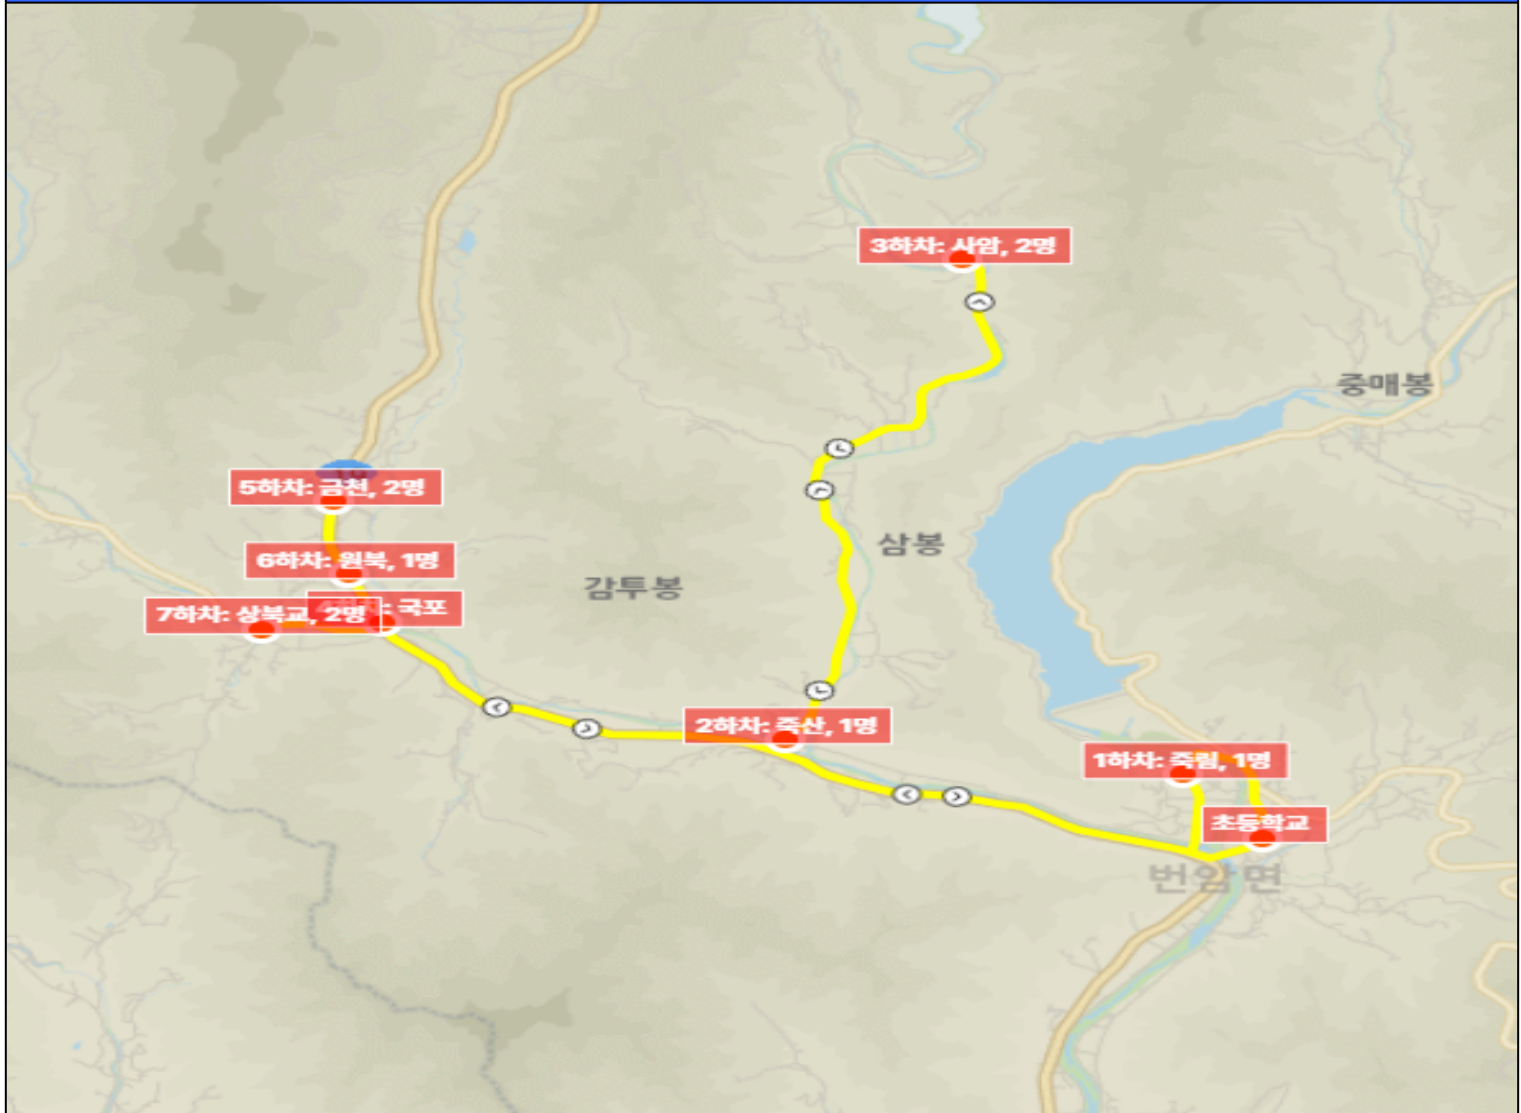 3하차: 사암, 2명
중매봉
5하차: 금천, 2명
삼봉
6하차: 원북, 1명
감투봉
국포
7하차: 상북교, 2명
2하차: 죽산, 1명
1하차: 죽림, 1명
초등학교
번암면